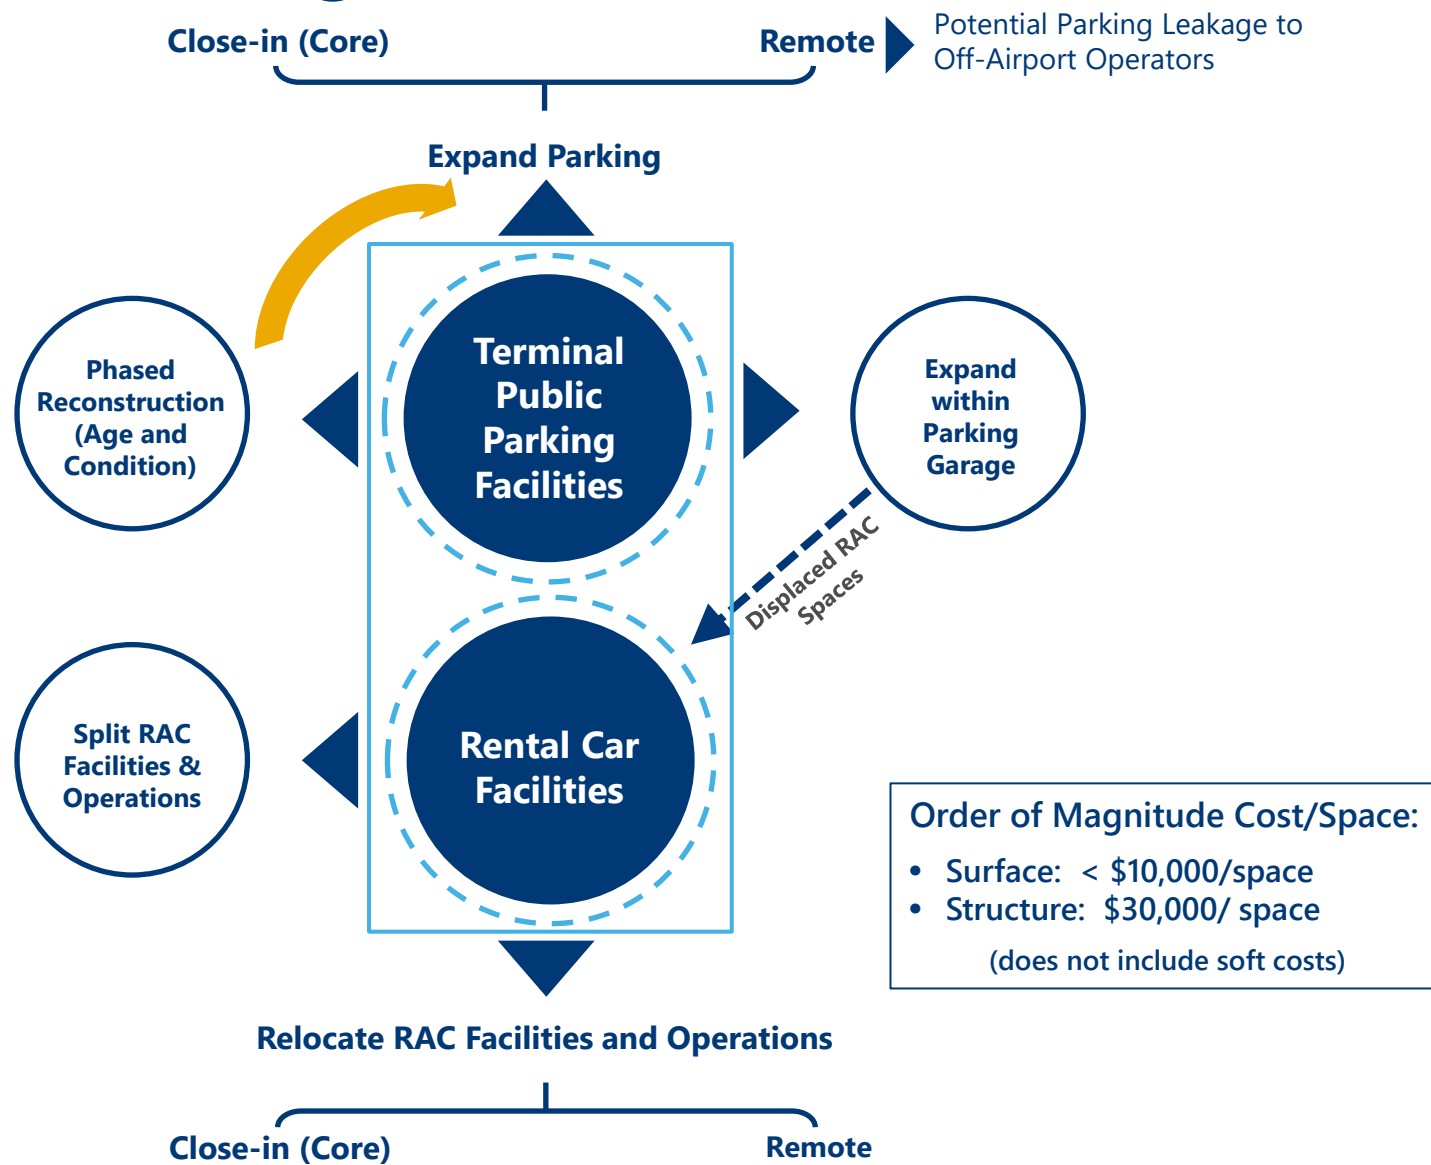 Close-in (Core)
Remote
Potential Parking Leakage to
Off-Airport Operators
Expand Parking
Terminal
Public
Parking
Facilities
Phased
Reconstruction
(Age and
Condition)
Expand
within
Parking
Garage
Displaced RAC
Spaces
Split RAC
Facilities &
Operations
Rental Car
Facilities
Order of Magnitude Cost/Space:
• Surface: < $10,000/space
• Structure: $30,000/ space
(does not include soft costs)
Relocate RAC Facilities and Operations
Close-in (Core)
Remote